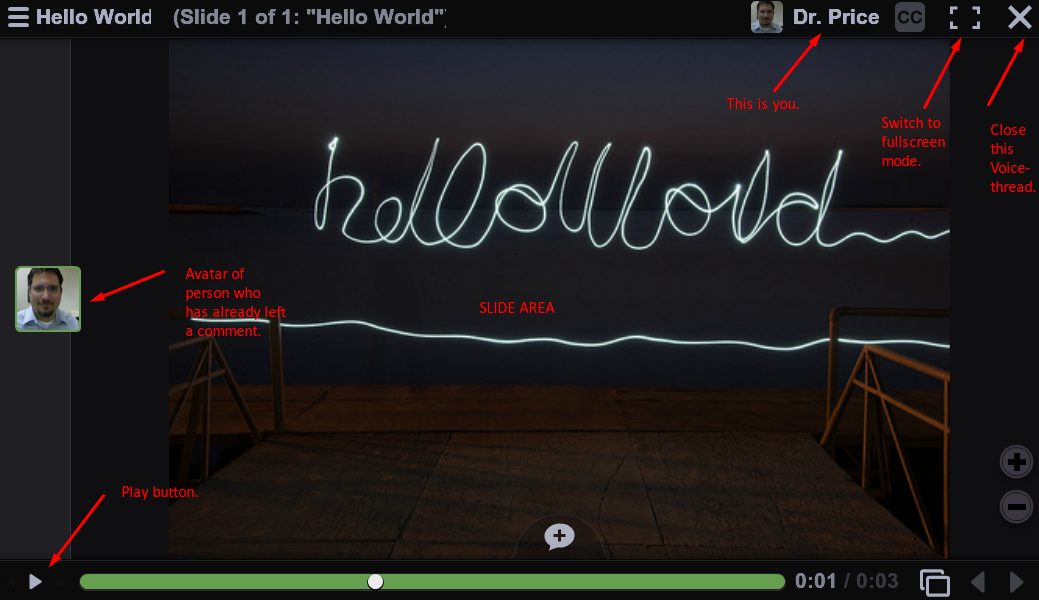 Hello World (Slide 1 of 1: "Hello World")
Dr. Price CC
This is you.
Switch to
fullscreen
mode.
Close
this
Voice-
thread.
hello World
Avatar of
person who
has already left
a comment.
SLIDE AREA
Play button.
0:01 / 0:03